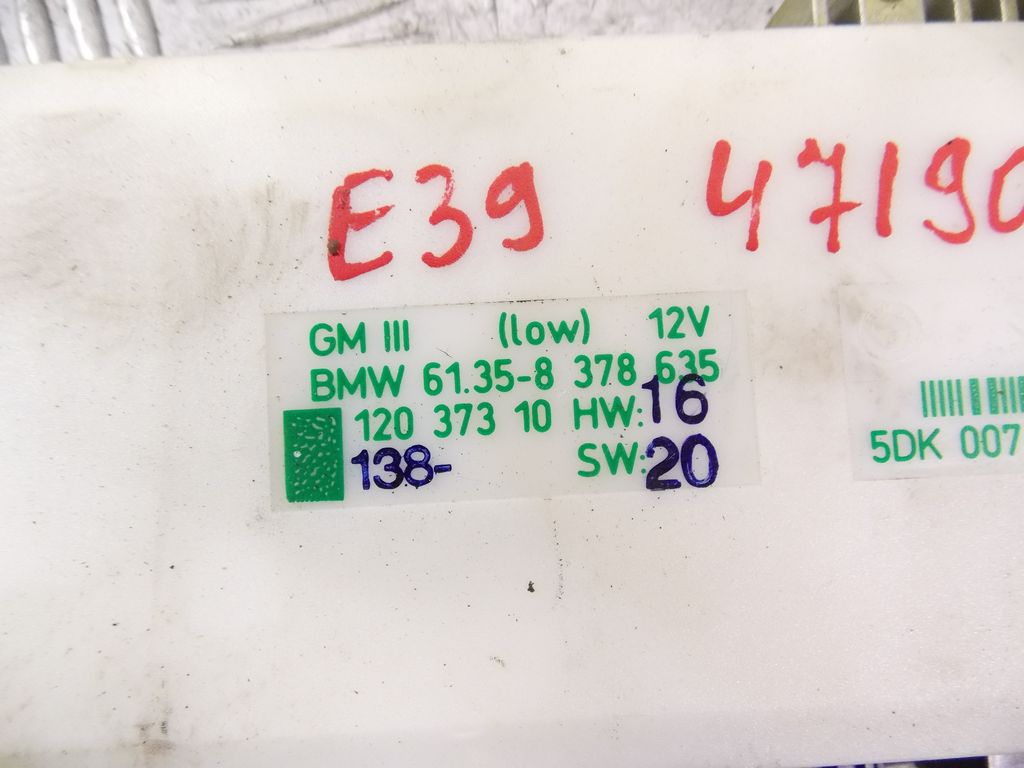 E39 47190
GM III (low) 12V
BMW 61.35-8 378 635
120 373 10 HW: 16
138- SW: 20
5DK 007